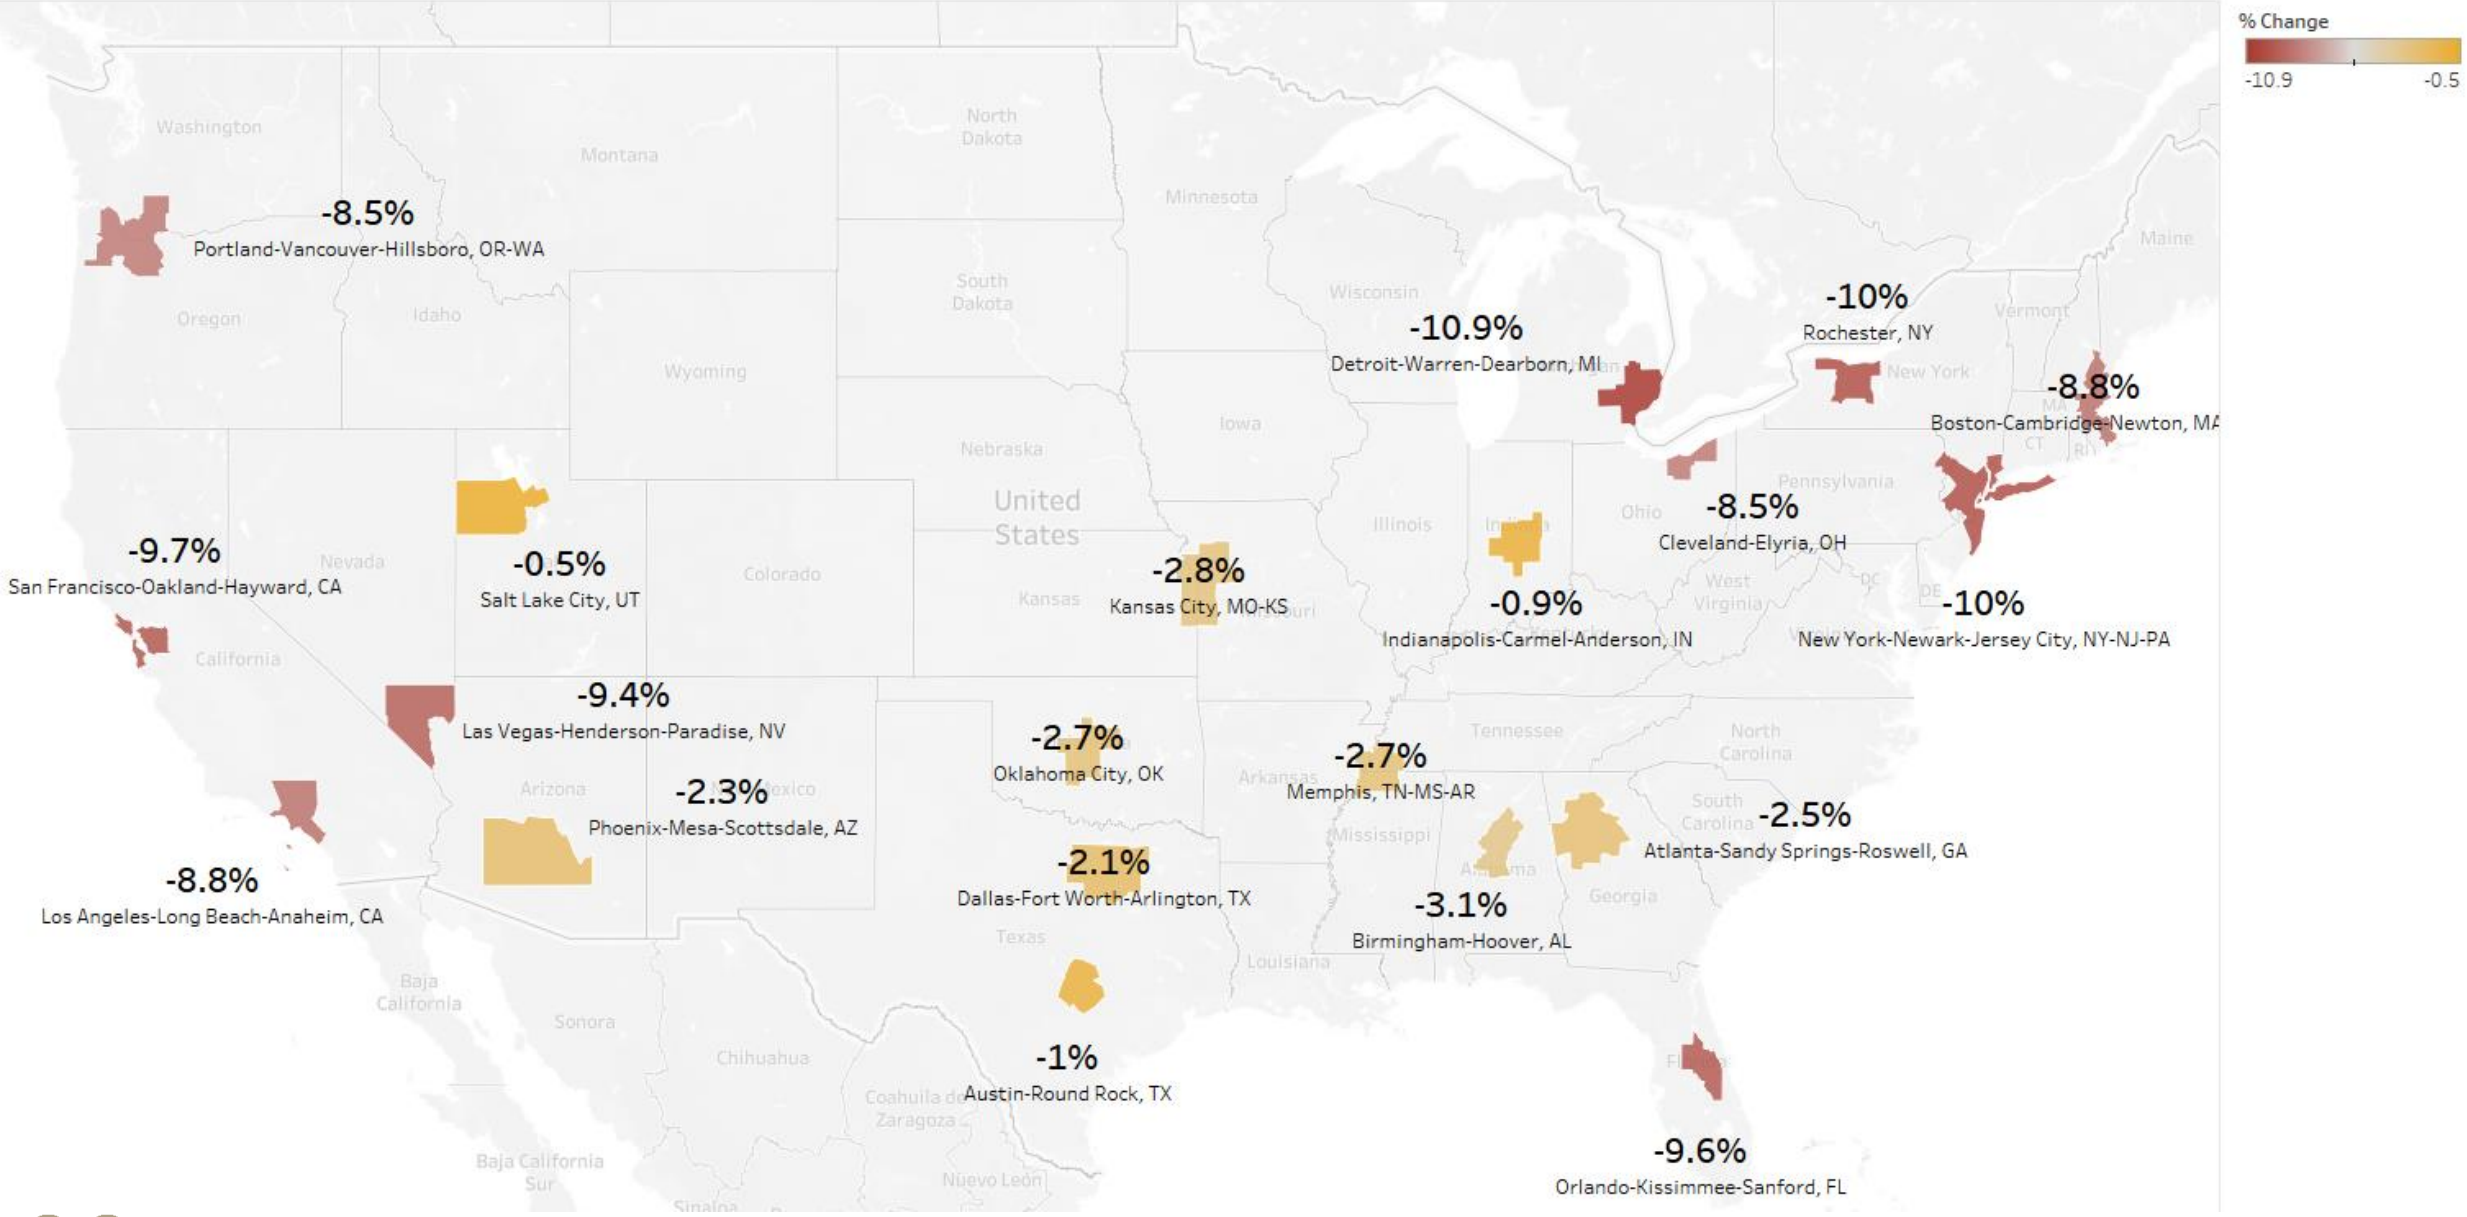 % Change
-10.9
-0.5
Washington
Montana
North
Dakota
Minnesota
-8.5%
Portland-Vancouver-Hillsboro, OR-WA
Oregon
Idaho
South
Dakota
Wisconsin
Maine
Vermont
-10%
Rochester, NY
New York
-10.9%
Detroit-Warren-Dearborn, MI
Wyoming
-8.8%
MA
Boston-Cambridge-Newton, MA
CT
RI
Iowa
Nebraska
Pennsylvania
United
States
Illinois
Ohio
-8.5%
Cleveland-Elyria, OH
-9.7%
San Francisco-Oakland-Hayward, CA
Nevada
-0.5%
Salt Lake City, UT
Colorado
Kansas
-2.8%
Kansas City, MO-KS
-0.9%
Indianapolis-Carmel-Anderson, IN
West
Virginia
DC
DE
-10%
New York-Newark-Jersey City, NY-NJ-PA
California
-9.4%
Las Vegas-Henderson-Paradise, NV
-2.7%
Oklahoma City, OK
Arkansas
-2.7%
Memphis, TN-MS-AR
Tennessee
North
Carolina
Arizona
-2.3%
Phoenix-Mesa-Scottsdale, AZ
Mississippi
South
Carolina
-2.5%
Atlanta-Sandy Springs-Roswell, GA
Georgia
-8.8%
Los Angeles-Long Beach-Anaheim, CA
-2.1%
Dallas-Fort Worth-Arlington, TX
Texas
Louisiana
-3.1%
Birmingham-Hoover, AL
Baja
California
Sonora
Chihuahua
-1%
Austin-Round Rock, TX
Coahuila de
Zaragoza
Baja California
Sur
Nuevo León
Sinaloa
-9.6%
Orlando-Kissimmee-Sanford, FL